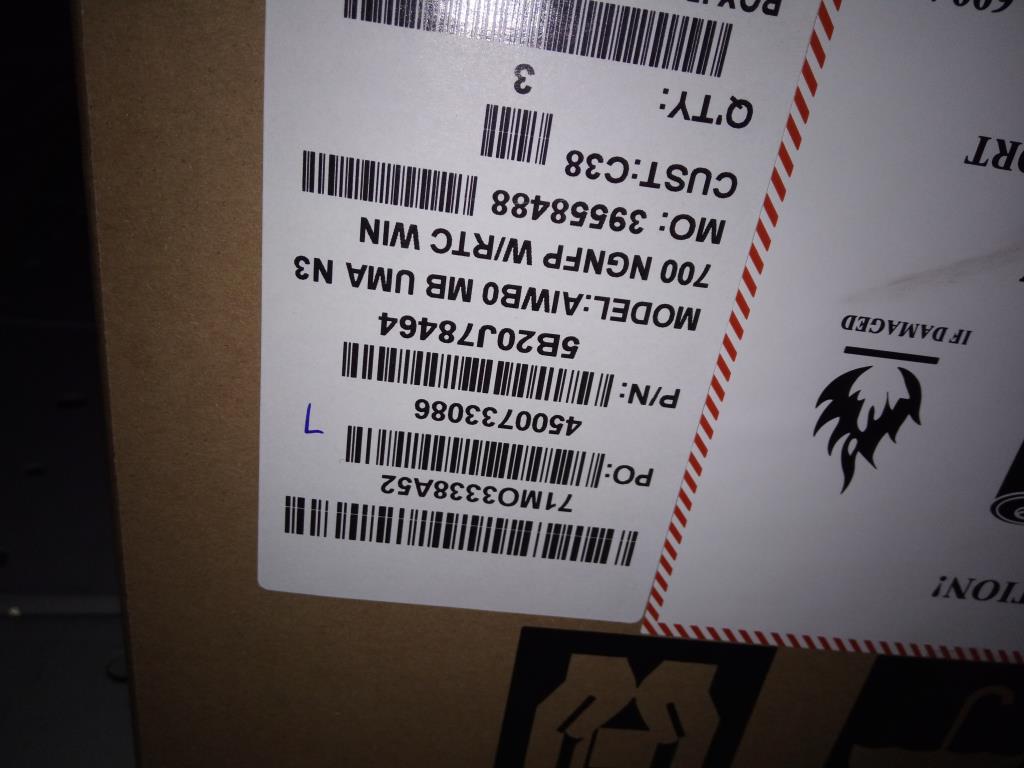 71MO3338A52
PO:
4500733086
P/N:
5B20J78464
MODEL:AIWB0 MB UMA N3
700 NGNFP W/RTC WIN
MO: 39558488
CUST:C38
Q'TY:
3
7
IF DAMAGED